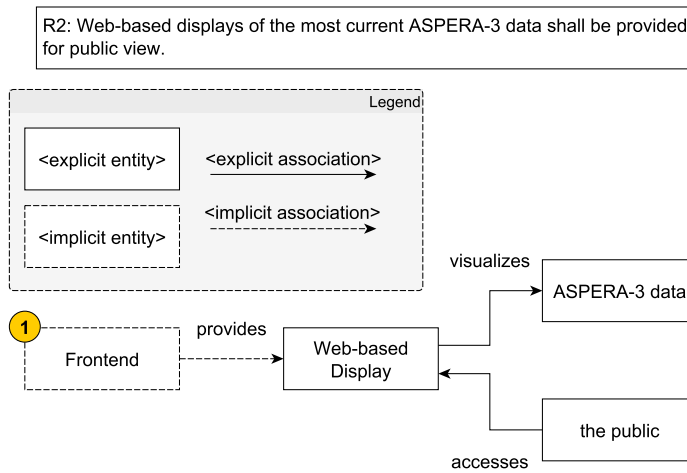 R2: Web-based displays of the most current ASPERA-3 data shall be provided
for public view.
Legend
<explicit entity>
<explicit association>
<implicit association>
<implicit entity>
visualizes
ASPERA-3 data
1
provides
Frontend
Web-based
Display
the public
accesses